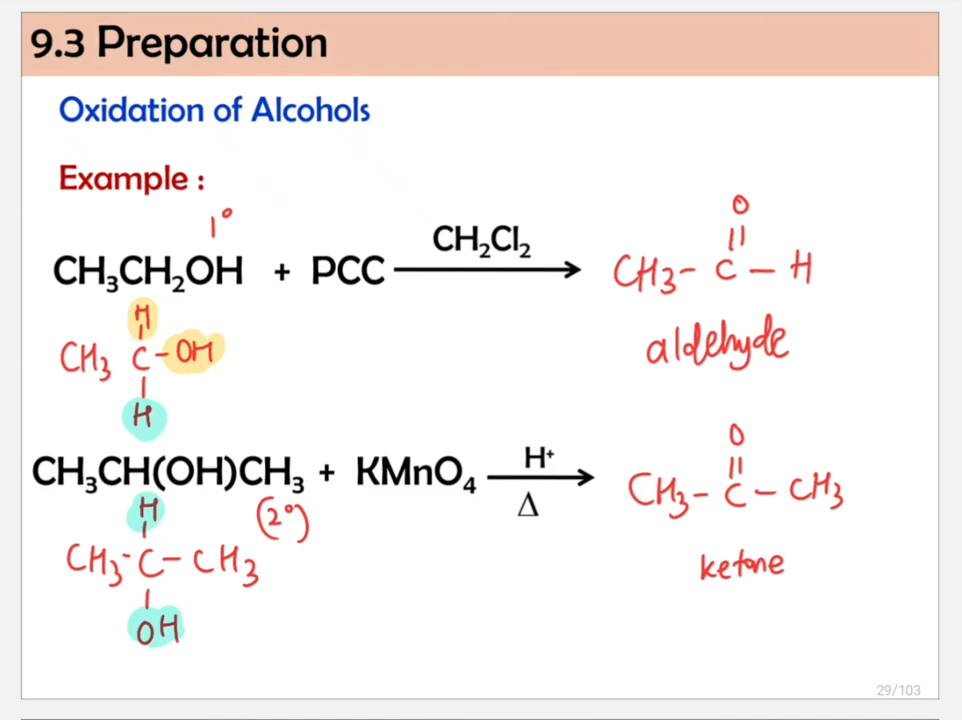 9.3 Preparation
Oxidation of Alcohols
Example :
1°
CH₃CH₂OH + PCC
CH₂Cl₂
O
||
CH₃- C - H
aldehyde
H
CH₃ C-OH
|
H
CH₃CH(OH)CH₃ + KMnO₄
H⁺
Δ
O
||
CH₃- C - CH₃
ketone
H
(2°)
CH₃-C-CH₃
|
OH
29/103